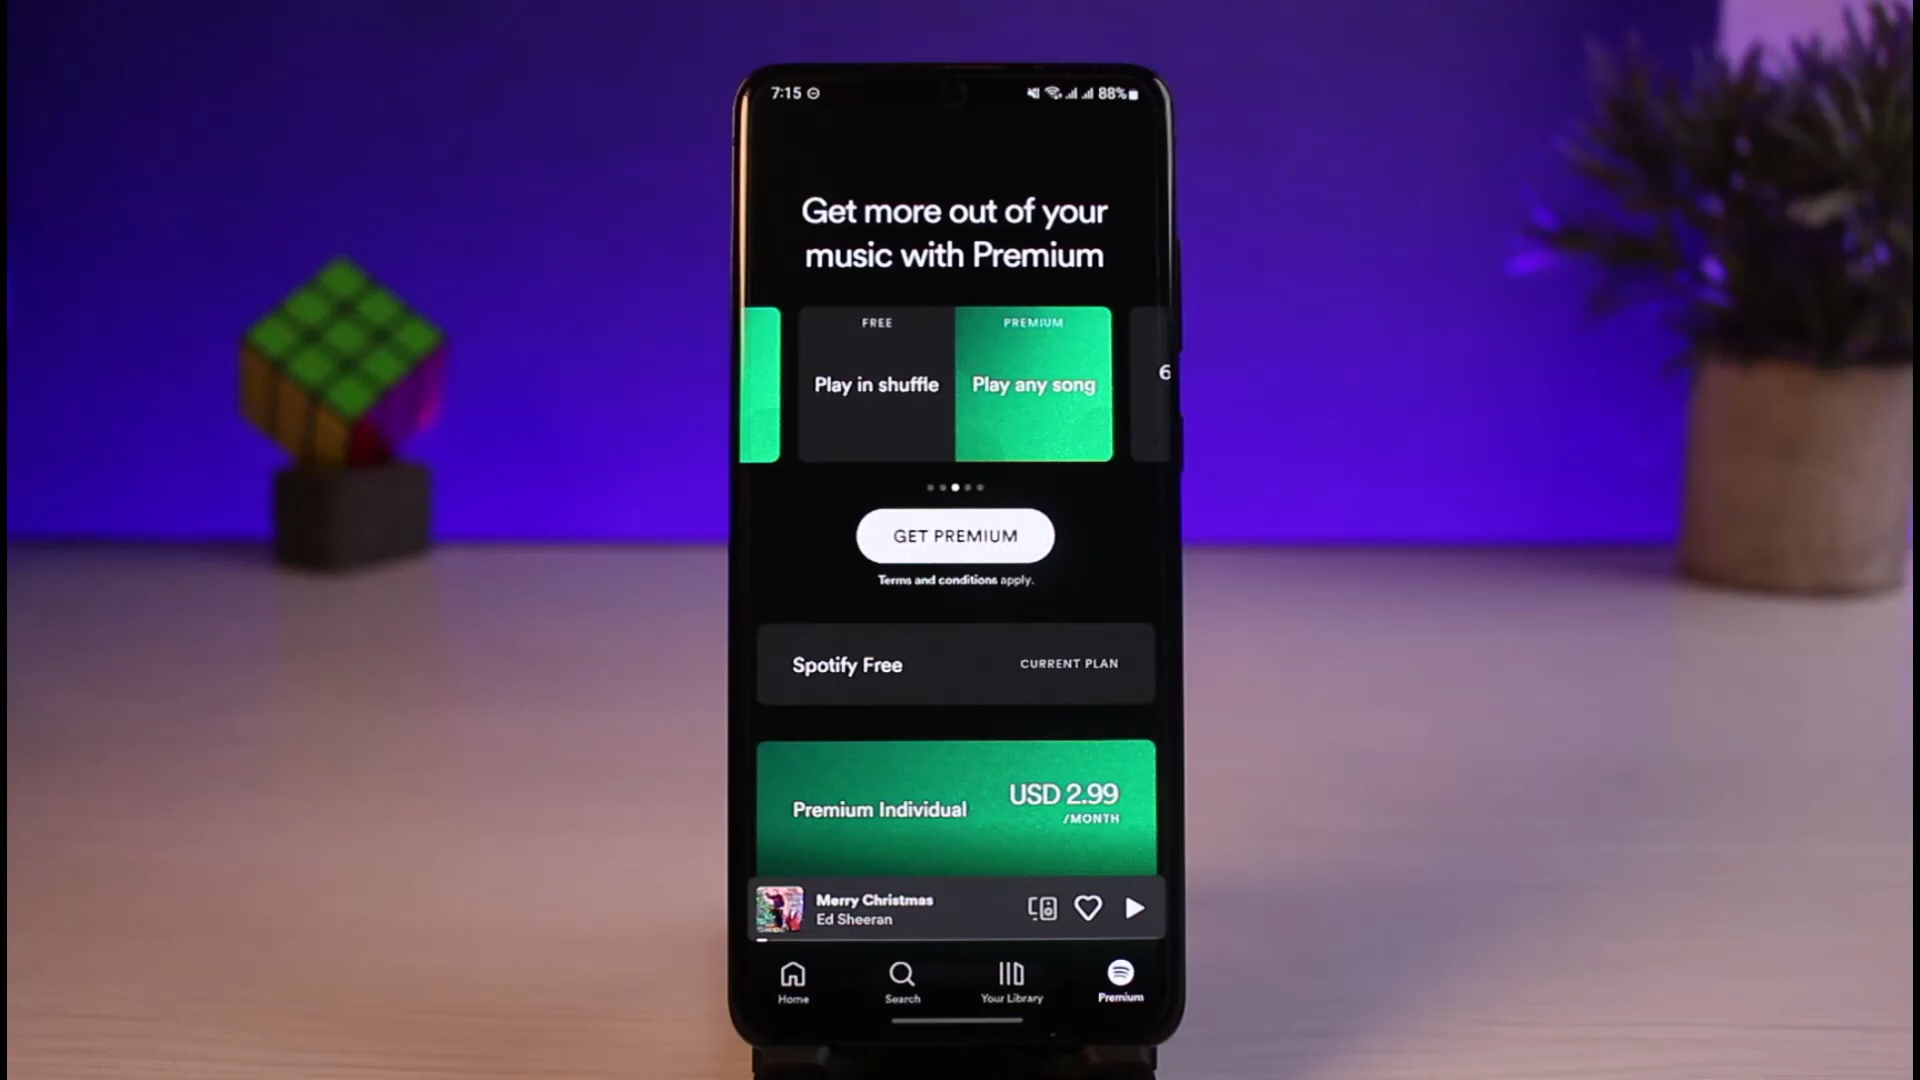 7:15
88%
Get more out of your
music with Premium
FREE
PREMIUM
Play in shuffle
Play any song
6
GET PREMIUM
Terms and conditions apply.
Spotify Free
CURRENT PLAN
Premium Individual
USD 2.99
/MONTH
Merry Christmas
Ed Sheeran
Home
Search
Your Library
Premium